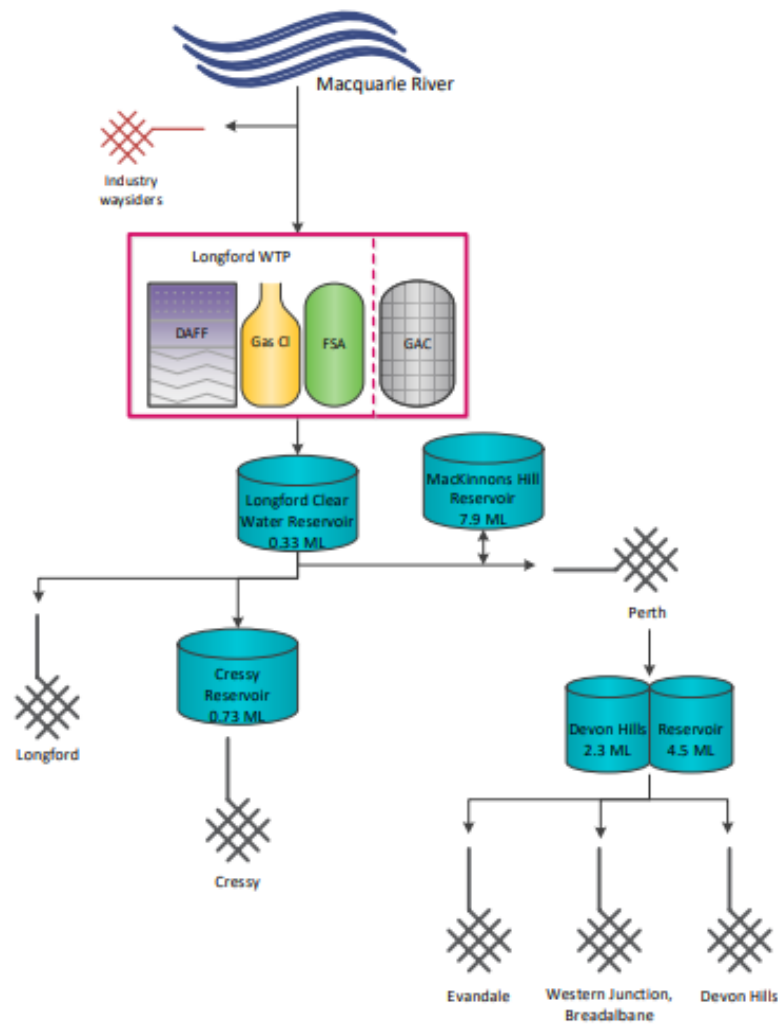 Macquarie River
Industry
waysiders
Longford WTP
DAFF
Gas Cl
FSA
GAC
Longford Clear
Water Reservoir
0.33 ML
MacKinnons Hill
Reservoir
7.9 ML
Perth
Cressy
Reservoir
0.73 ML
Longford
Devon Hills
2.3 ML
Reservoir
4.5 ML
Cressy
Evandale
Western Junction,
Breadalbane
Devon Hills